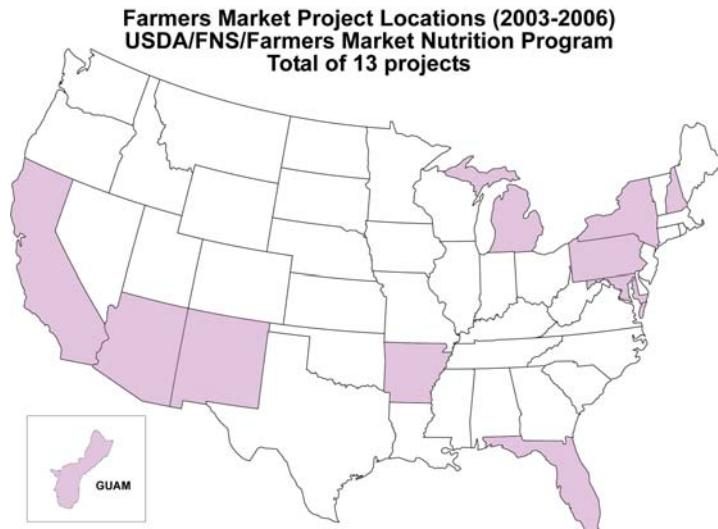 Farmers Market Project Locations (2003-2006)
USDA/FNS/Farmers Market Nutrition Program
Total of 13 projects
GUAM